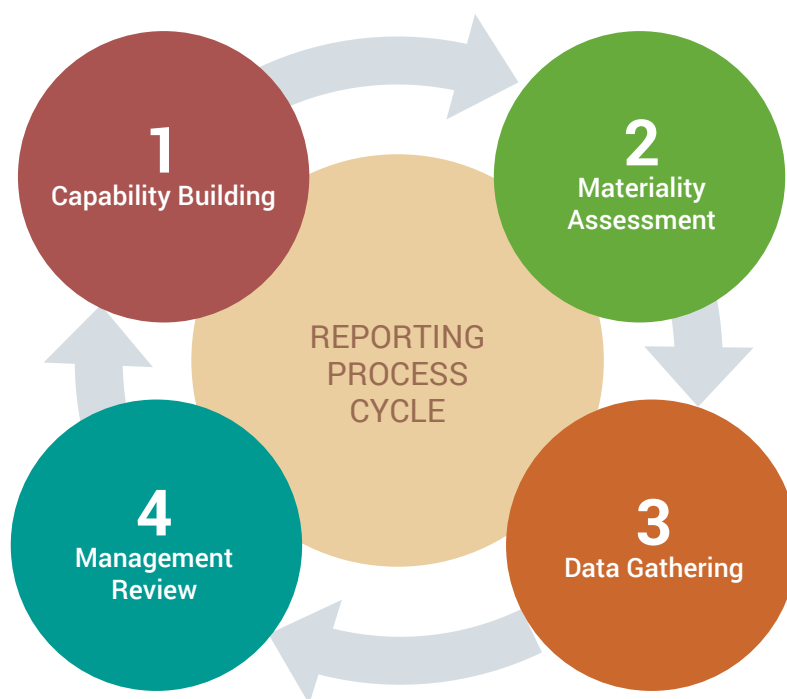 1
Capability Building
2
Materiality
Assessment
REPORTING
PROCESS
CYCLE
3
Data Gathering
4
Management
Review